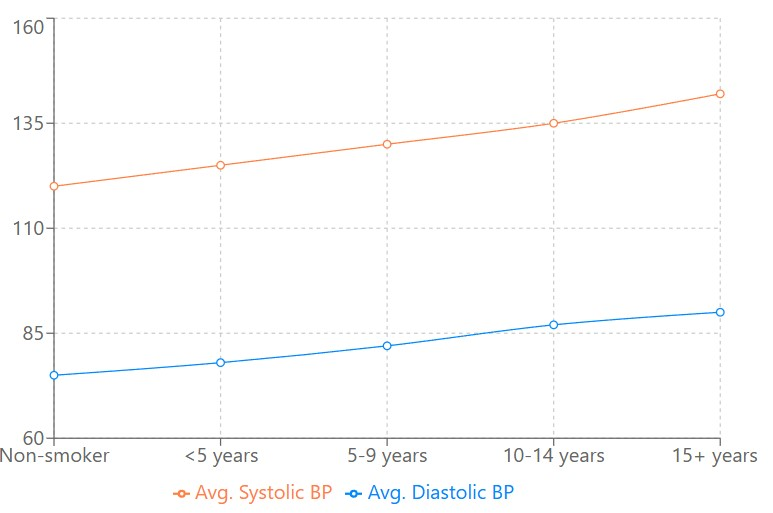 160
135
110
85
60
Non-smoker <5 years 5-9 years 10-14 years 15+ years
Avg. Systolic BP Avg. Diastolic BP